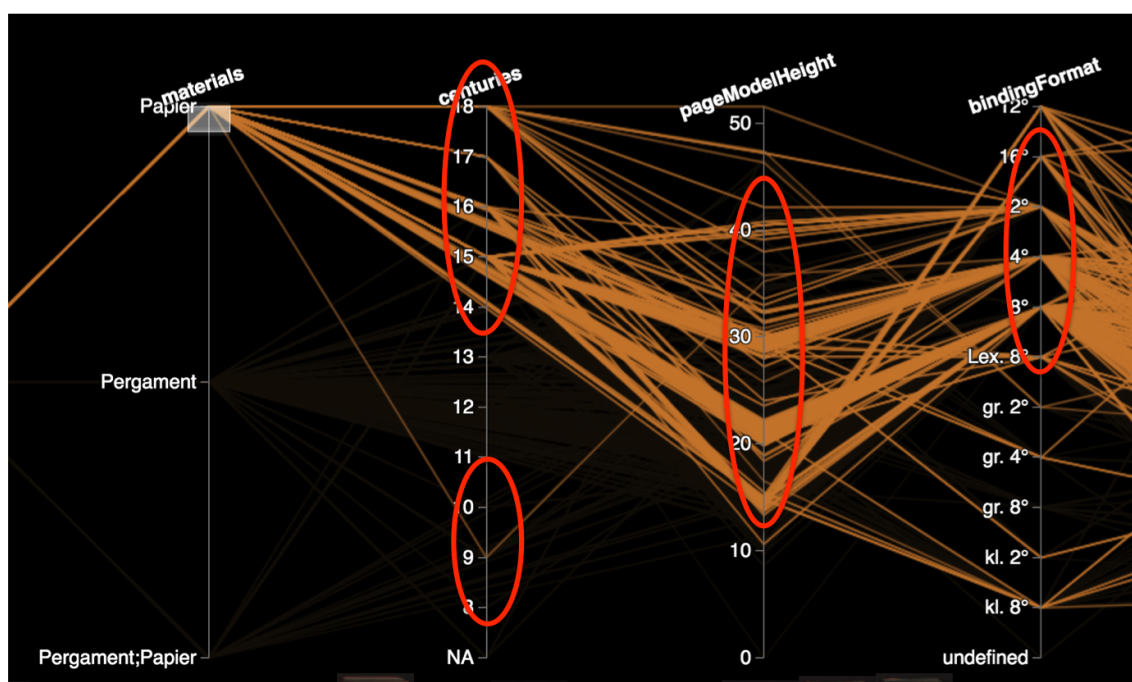 materials
Papier
Pergament
Pergament;Papier
centuries
18
17
16
15
14
13
12
11
10
9
8
NA
pageModelHeight
50
40
30
20
10
0
bindingFormat
12°
16°
2°
4°
8°
Lex. 8°
gr. 2°
gr. 4°
gr. 8°
kl. 2°
kl. 8°
undefined